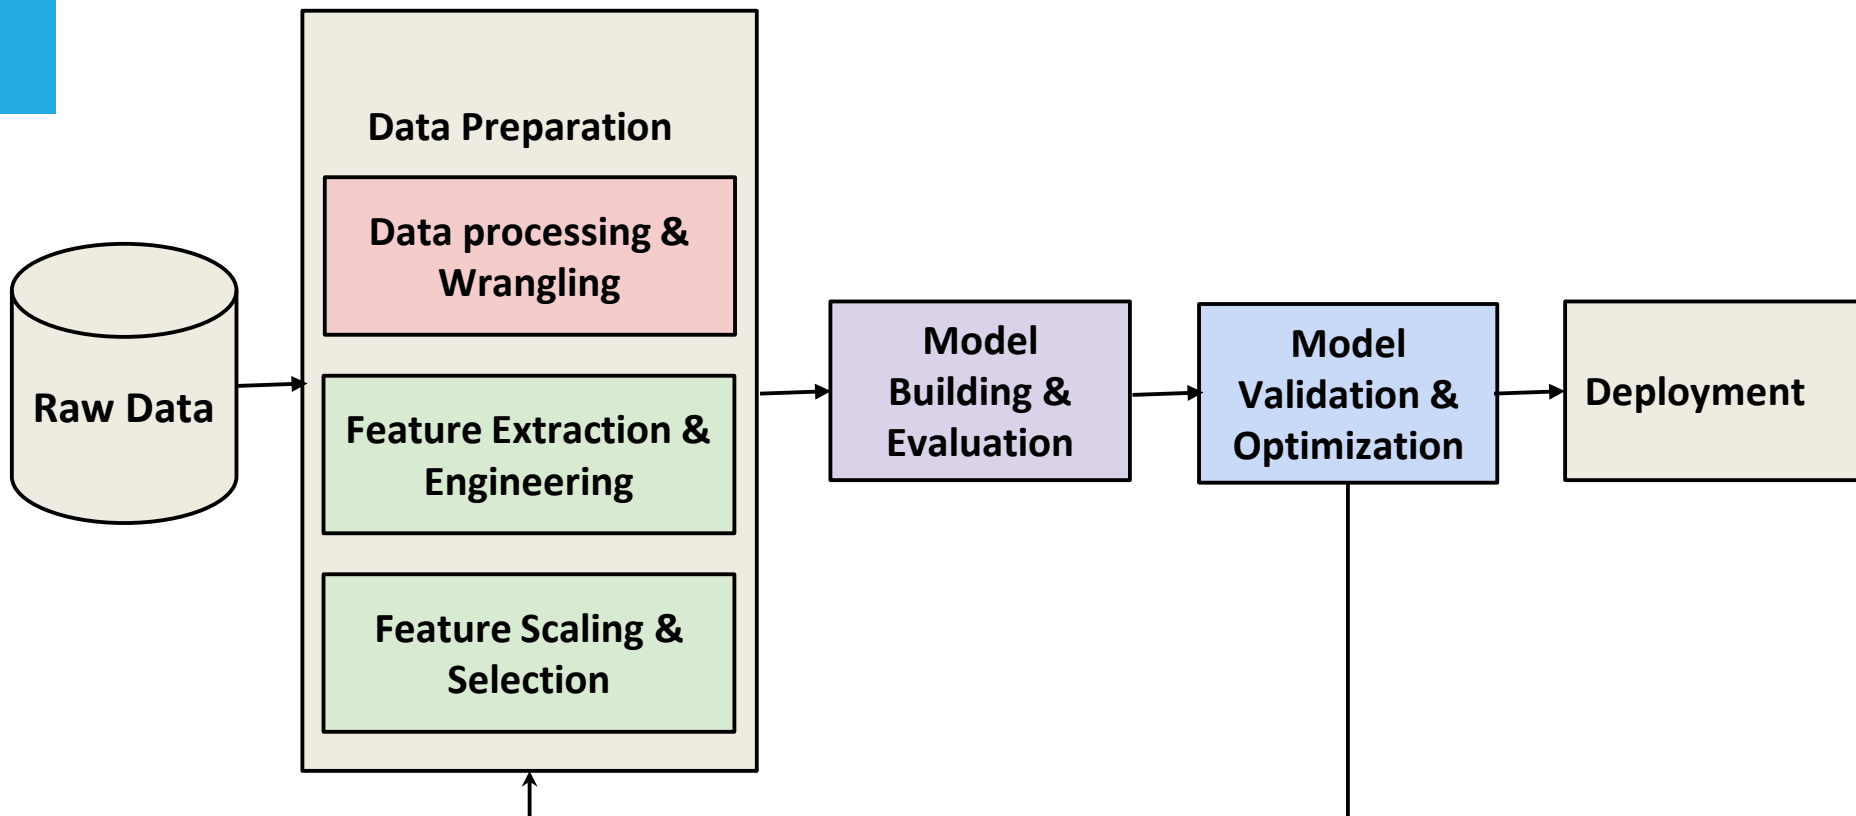 Data Preparation
Data processing &
Wrangling
Raw Data
Feature Extraction &
Engineering
Feature Scaling &
Selection
Model
Building &
Evaluation
Model
Validation &
Optimization
Deployment